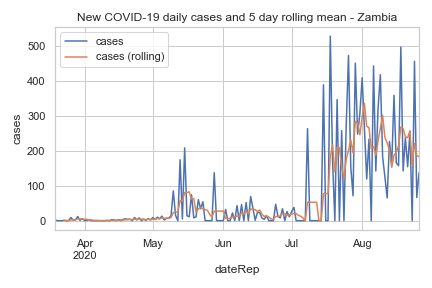 New COVID-19 daily cases and 5 day rolling mean - Zambia
cases
cases (rolling)
500
400
300
200
100
0
cases
Apr
2020
May
Jun
Jul
Aug
dateRep